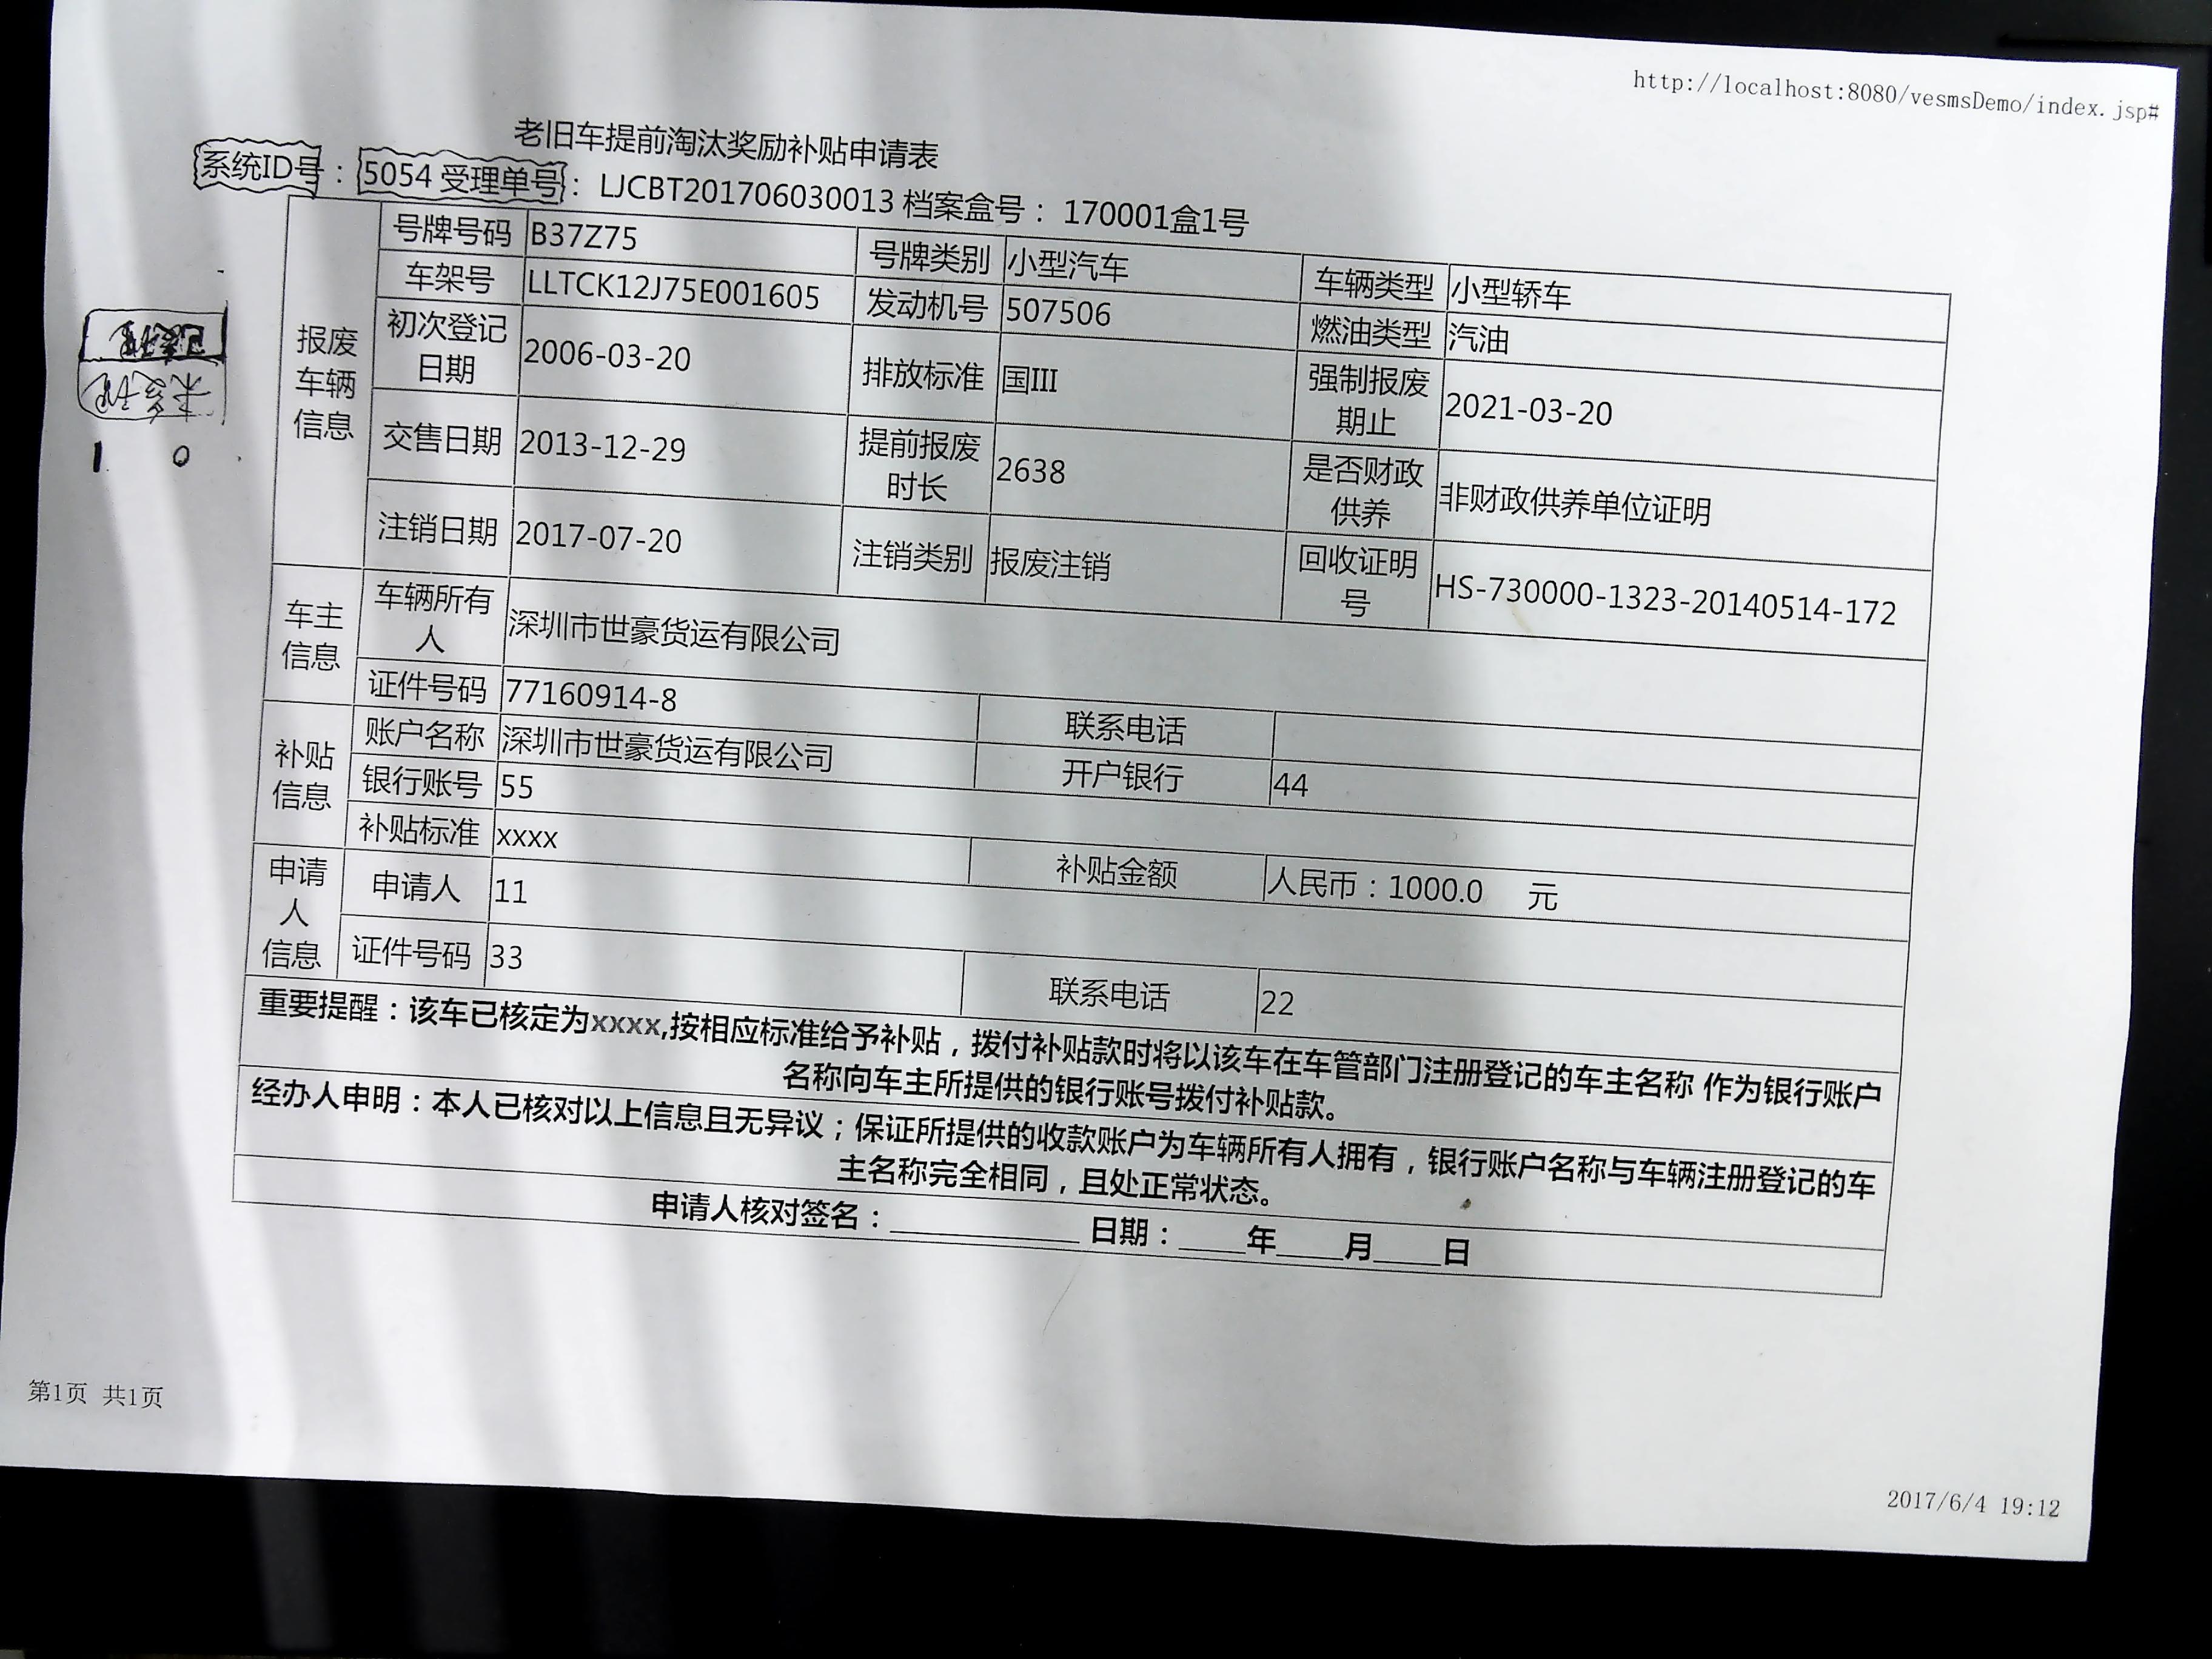 http://localhost:8080/vesmsDemo/index.jsp#
老旧车提前淘汰奖励补贴申请表
系统ID号： 5054 受理单号： LJCBT201706030013 档案盒号： 170001盒1号
报废车辆信息
号牌号码 B37Z75 号牌类别 小型汽车 车辆类型 小型轿车
车架号 LLTCK12J75E001605 发动机号 507506 燃油类型 汽油
初次登记日期 2006-03-20 排放标准 国III 强制报废期止 2021-03-20
交售日期 2013-12-29 提前报废时长 2638 是否财政供养 非财政供养单位证明
注销日期 2017-07-20 注销类别 报废注销 回收证明号 HS-730000-1323-20140514-172
车主信息
车辆所有人 深圳市世豪货运有限公司
证件号码 77160914-8 联系电话
补贴信息
账户名称 深圳市世豪货运有限公司 开户银行 44
银行账号 55
补贴标准 xxxx 补贴金额 人民币：1000.0 元
申请人信息
申请人 11
证件号码 33 联系电话 22
重要提醒：该车已核定为xxxx,按相应标准给予补贴，拨付补贴款时将以该车在车管部门注册登记的车主名称 作为银行账户
名称向车主所提供的银行账号拨付补贴款。
经办人申明：本人已核对以上信息且无异议；保证所提供的收款账户为车辆所有人拥有，银行账户名称与车辆注册登记的车
主名称完全相同，且处正常状态。
申请人核对签名：____________ 日期：____年____月____日
1 0
第1页 共1页
2017/6/4 19:12